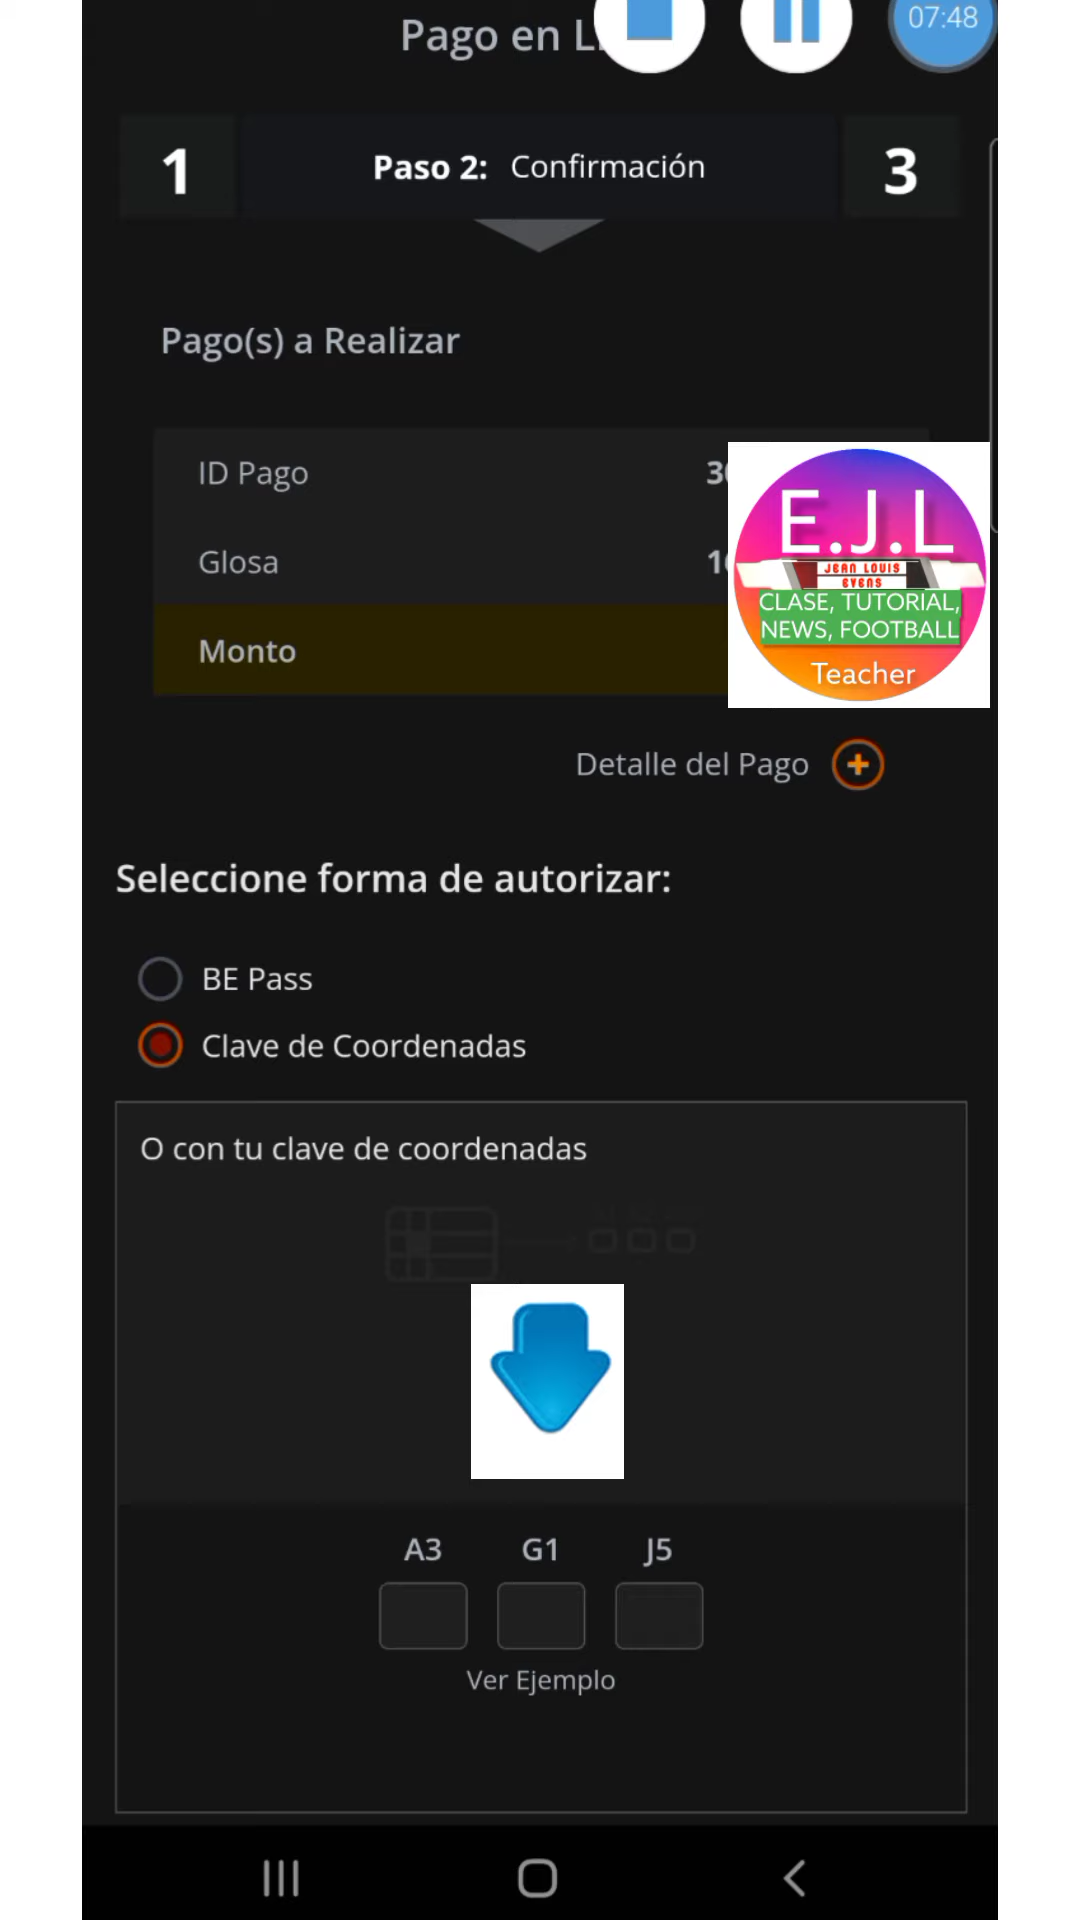 Pago en Li
07:48
1
Paso 2: Confirmación
3
Pago(s) a Realizar
ID Pago
Glosa
Monto
E.J.L
JEAN LOUIS
EVENS
CLASE, TUTORIAL,
NEWS, FOOTBALL
Teacher
Detalle del Pago
Seleccione forma de autorizar:
BE Pass
Clave de Coordenadas
O con tu clave de coordenadas
A3 G1 J5
Ver Ejemplo